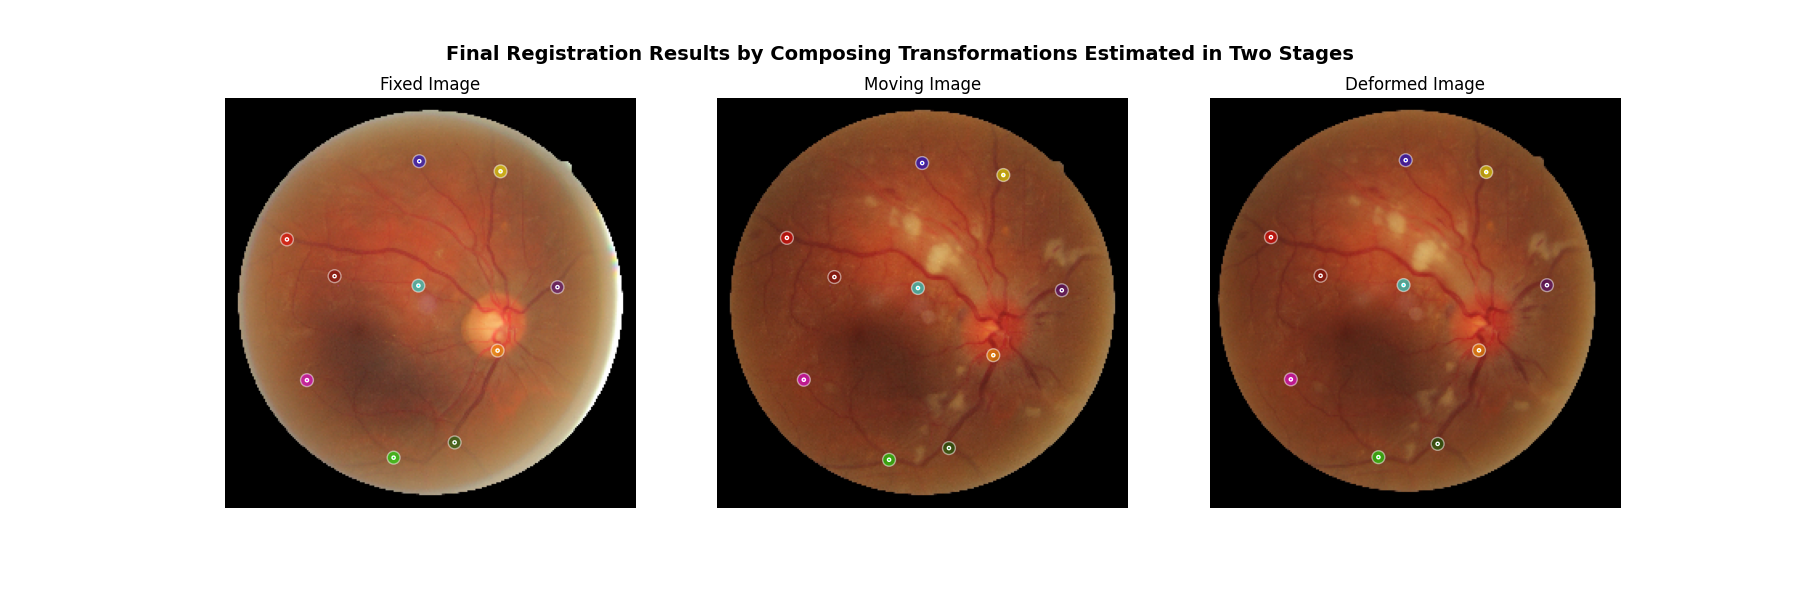 Final Registration Results by Composing Transformations Estimated in Two Stages
Fixed Image
Moving Image
Deformed Image